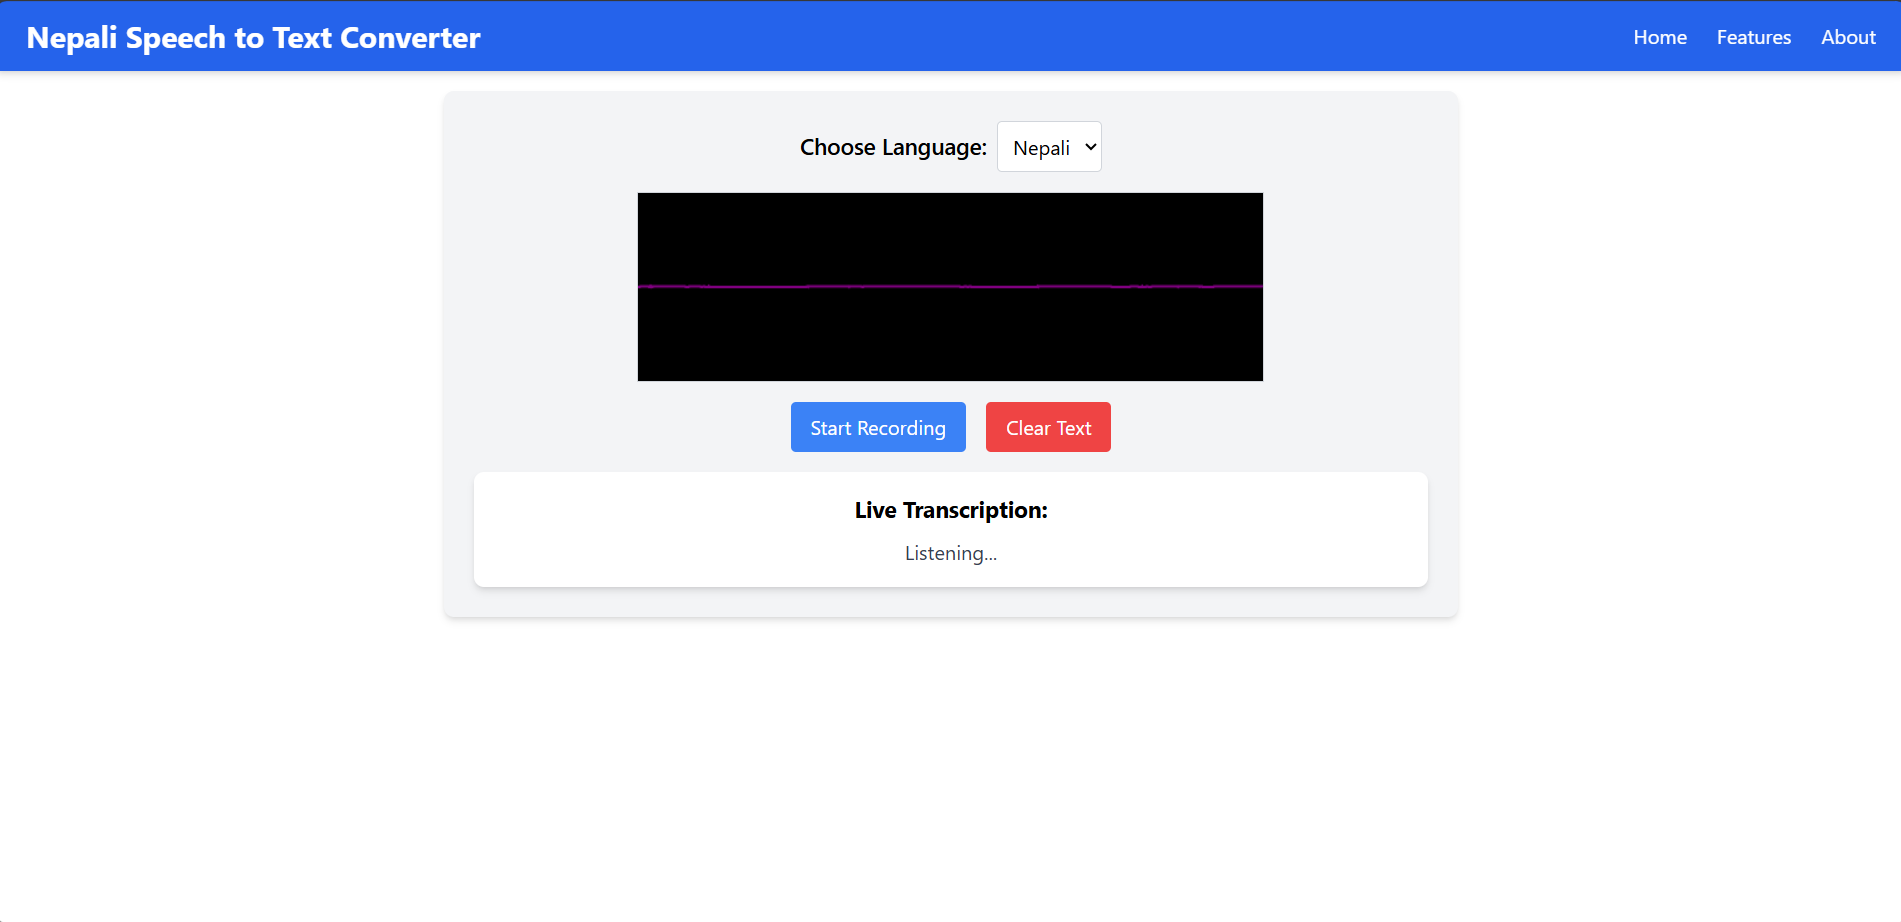 Nepali Speech to Text Converter
Home Features About
Choose Language: Nepali
Start Recording Clear Text
Live Transcription:
Listening...